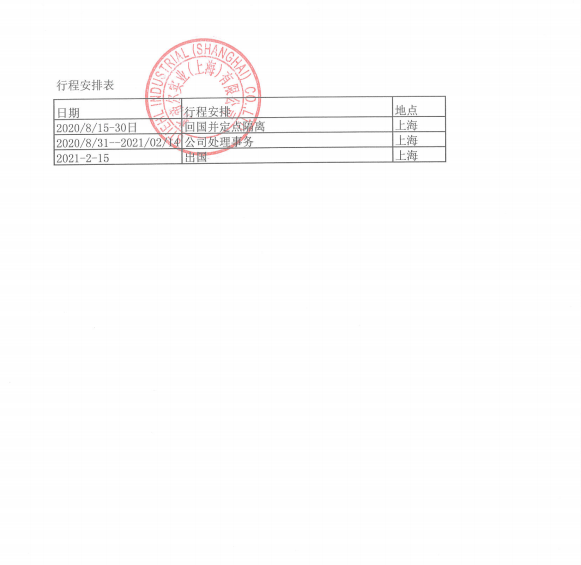 行程安排表
INDUSTRIAL (SHANGHAI) CO.,L
实业(上海)有限公
日期 行程安排 地点
2020/8/15-30日 回国并定点隔离 上海
2020/8/31--2021/02/14 公司处理事务 上海
2021-2-15 出国 上海